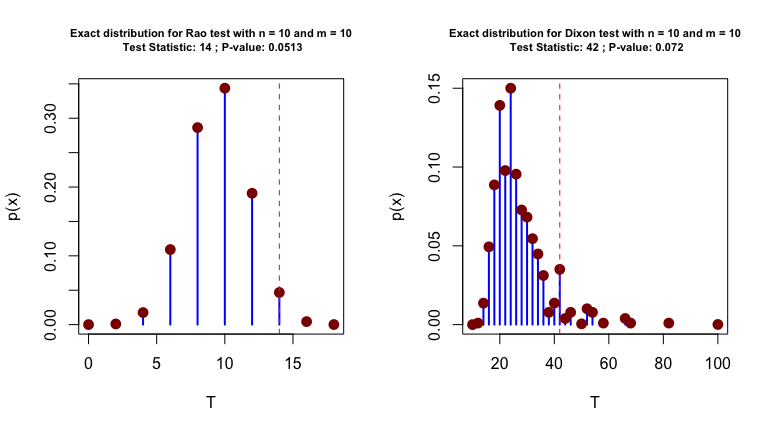 Exact distribution for Rao test with n = 10 and m = 10
Test Statistic: 14 ; P-value: 0.0513
p(x)
0.30
0.20
0.10
0.00
0
5
10
15
T
Exact distribution for Dixon test with n = 10 and m = 10
Test Statistic: 42 ; P-value: 0.072
p(x)
0.15
0.10
0.05
0.00
20
40
60
80
100
T